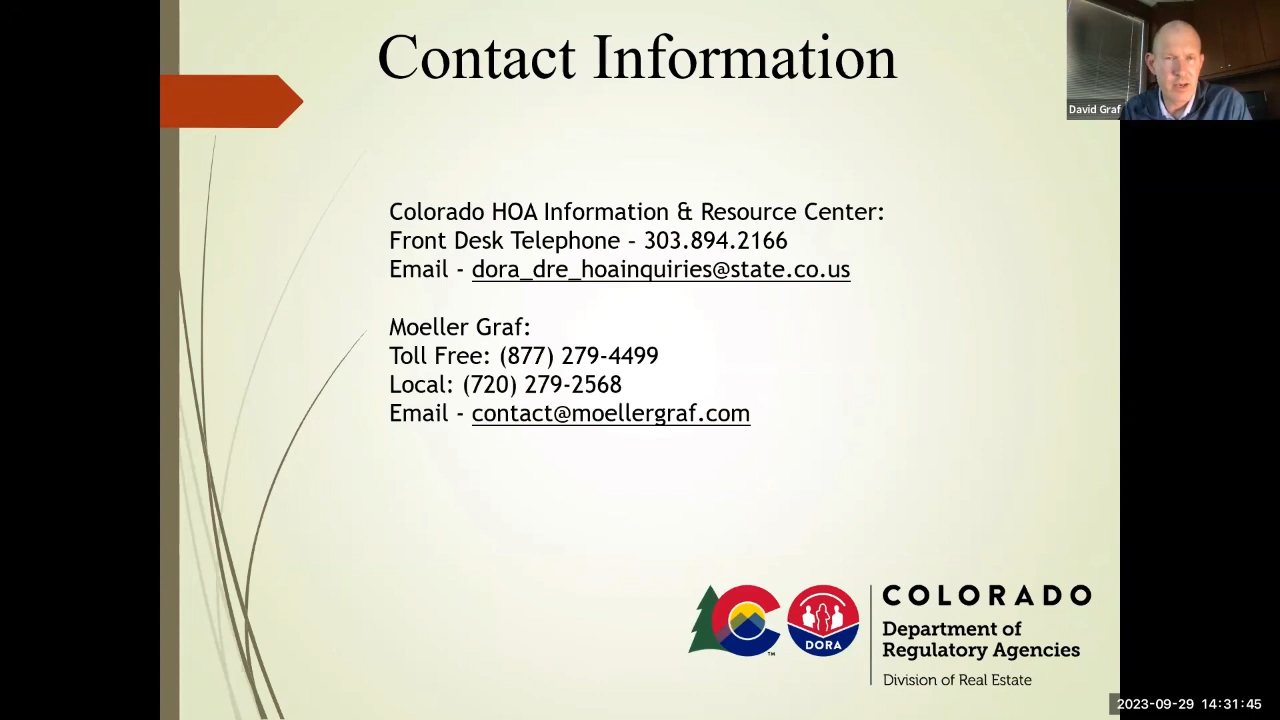 Contact Information
David Graf
Colorado HOA Information & Resource Center:
Front Desk Telephone - 303.894.2166
Email - dora_dre_hoainquiries@state.co.us
Moeller Graf:
Toll Free: (877) 279-4499
Local: (720) 279-2568
Email - contact@moellergraf.com
TM
DORA
COLORADO
Department of
Regulatory Agencies
Division of Real Estate
2023-09-29 14:31:45